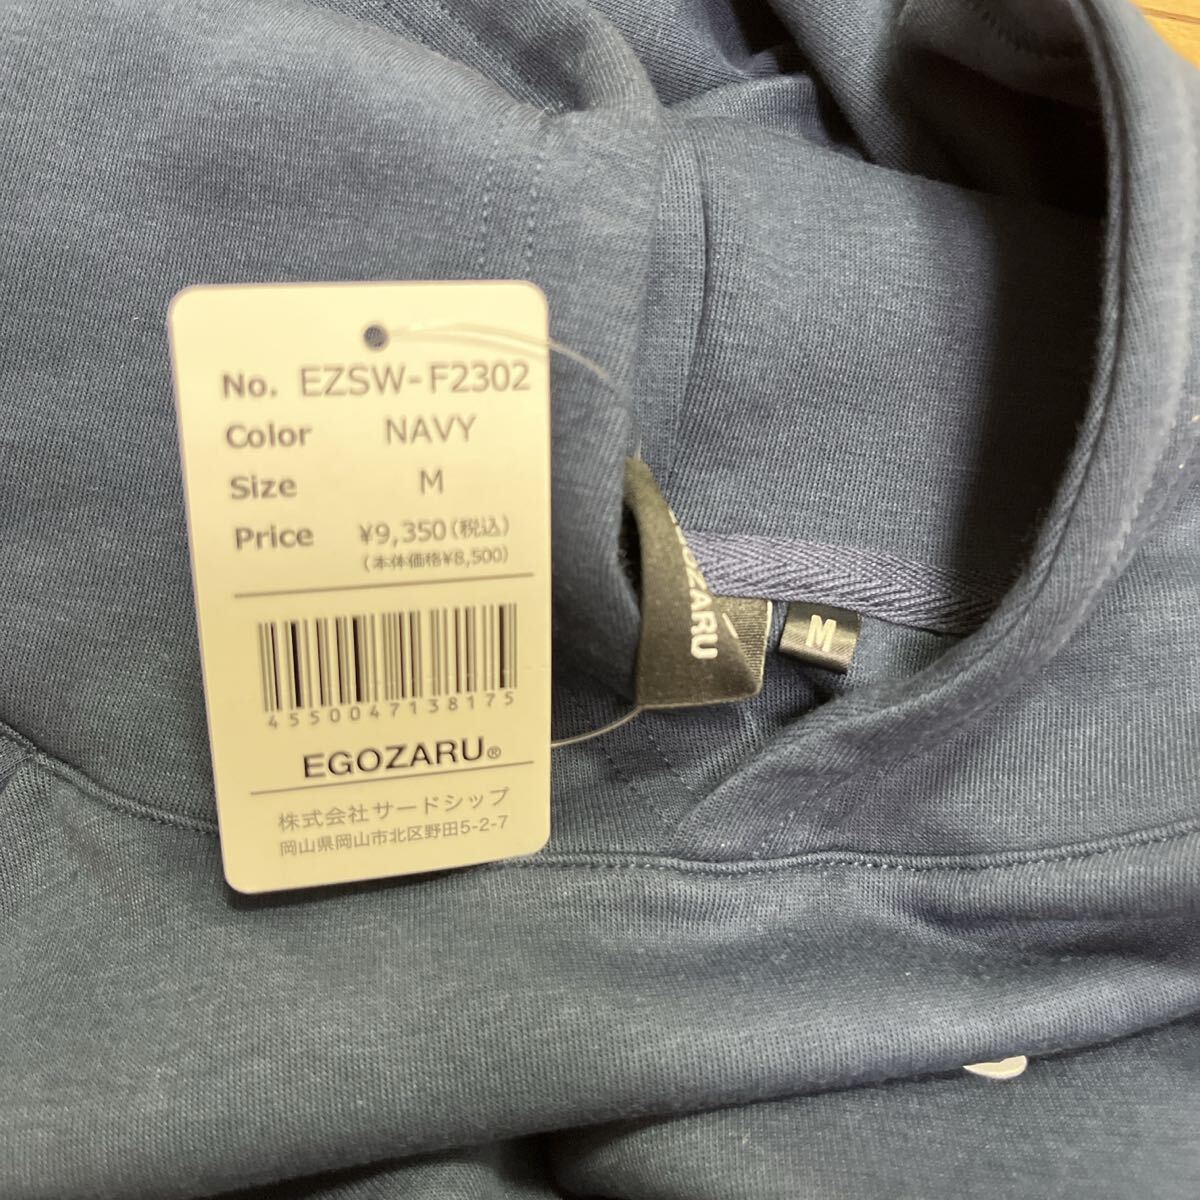 No. EZSW-F2302
Color NAVY
Size M
Price ¥9,350(税込)
(本体価格¥8,500)
4550047138175
EGOZARU®
株式会社サードシップ
岡山県岡山市北区野田5-2-7
M